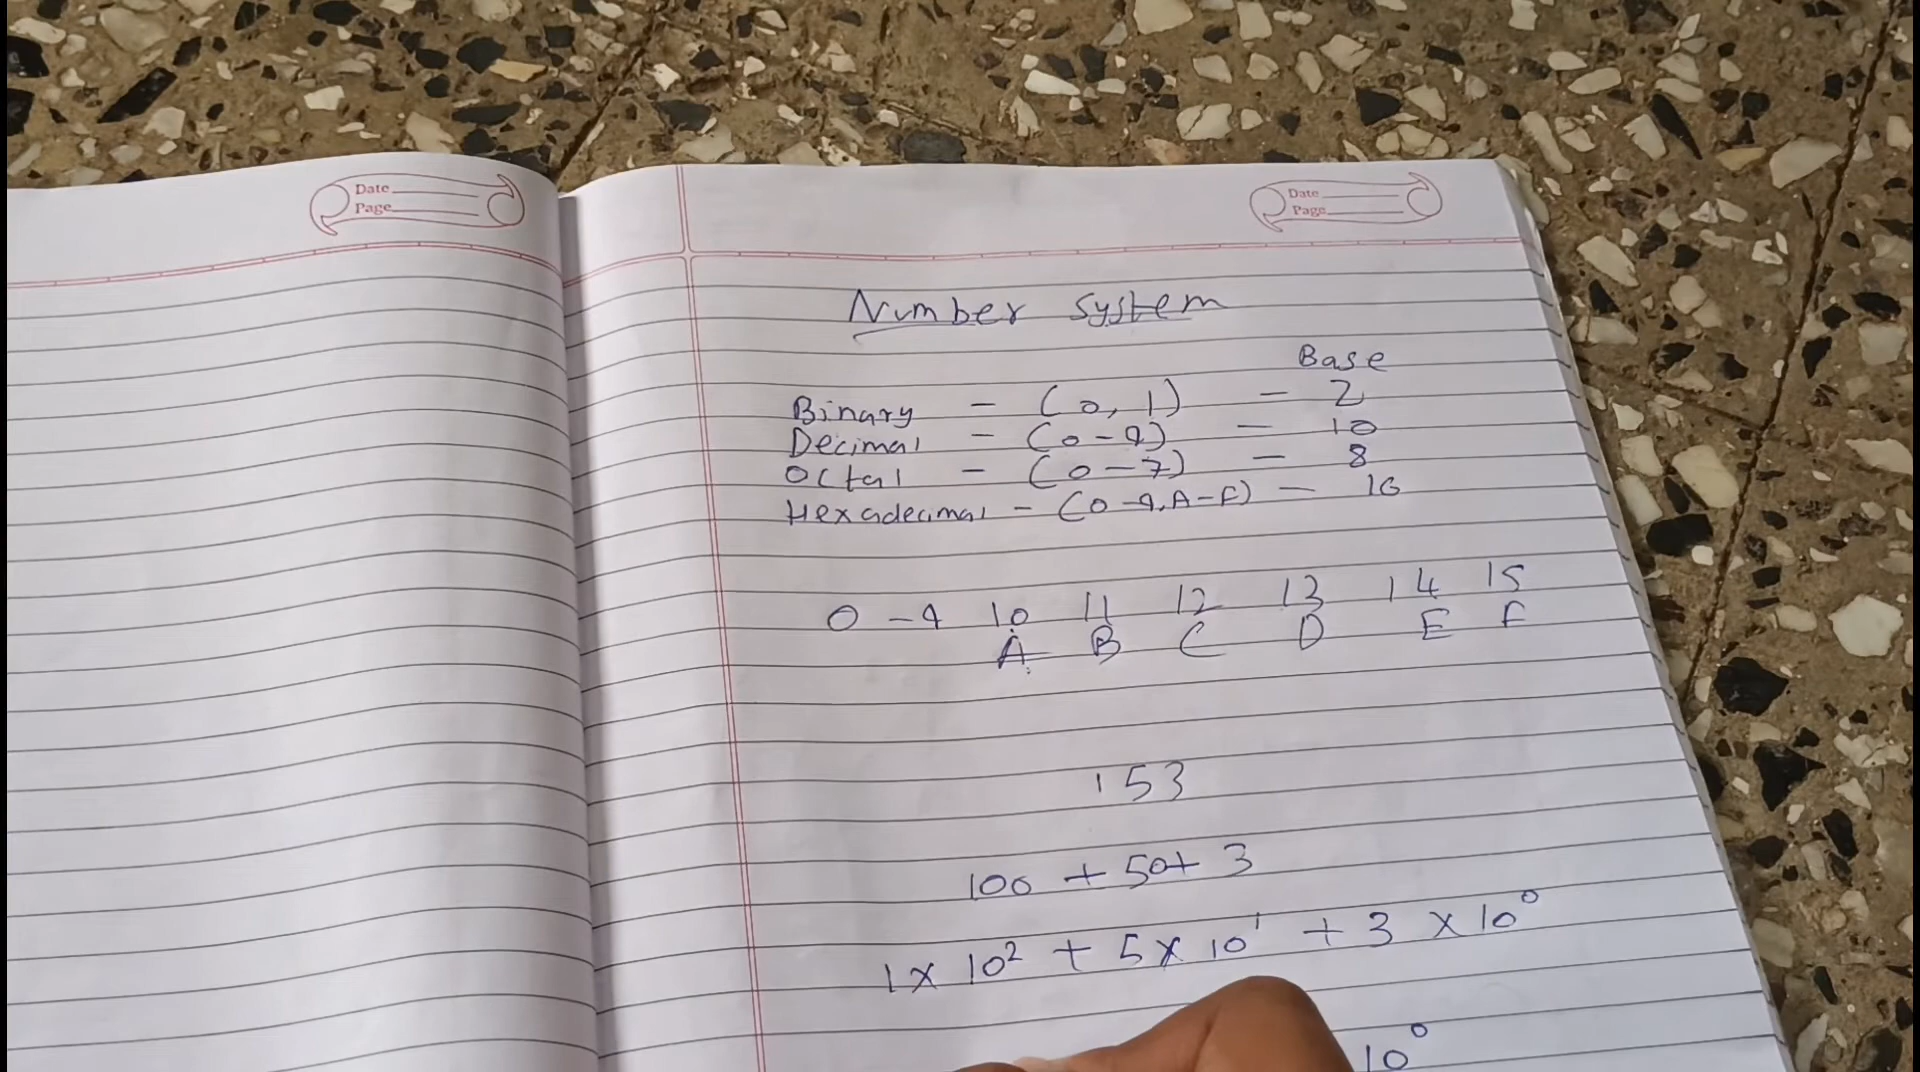 Date
Page
Date
Page
Number System
Base
Binary - (0, 1) - 2
Decimal - (0-9) - 10
Octal - (0-7) - 8
Hexadecimal - (0-9, A-F) - 16
0 - 9 10 11 12 13 14 15
A B C D E F
153
100 + 50 + 3
1 × 10² + 5 × 10¹ + 3 × 10⁰
10⁰